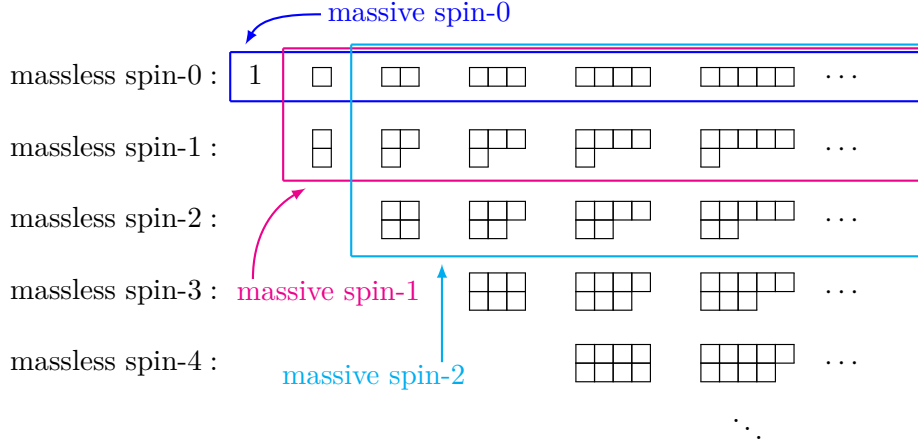 massive spin-0
massless spin-0 : 1 ...
massless spin-1 : ...
massless spin-2 : ...
massless spin-3 : ...
massive spin-1
massless spin-4 : ...
massive spin-2
...